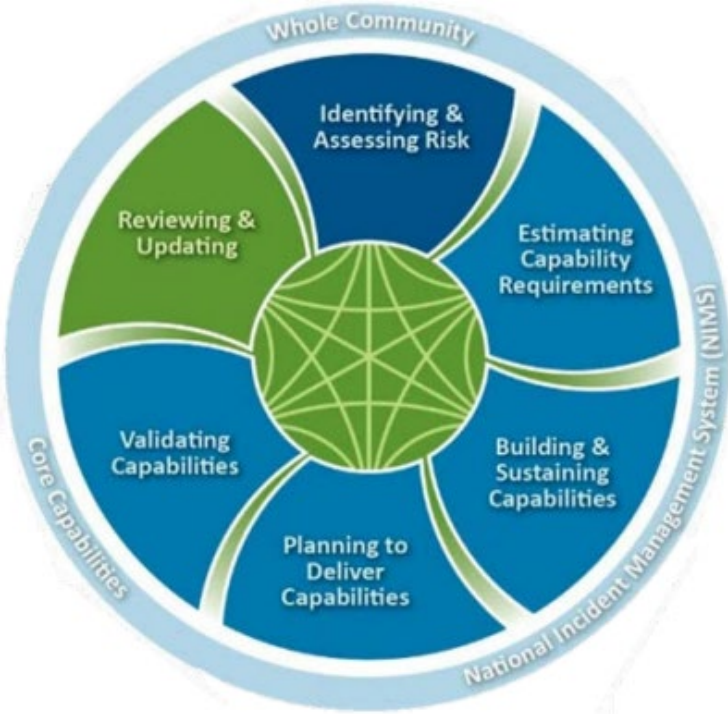 Whole Community
Identifying &
Assessing Risk
Estimating
Capability
Requirements
Building &
Sustaining
Capabilities
Planning to
Deliver
Capabilities
Validating
Capabilities
Reviewing &
Updating
National Incident Management System (NIMS)
Core Capabilities